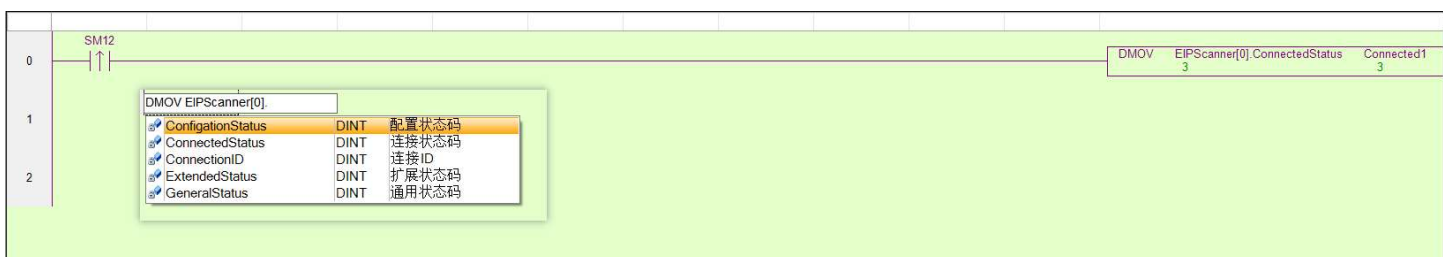 SM12
0
DMOV EIPScanner[0].ConnectedStatus Connected1
3 3
DMOV EIPScanner[0].
1
ConfigationStatus DINT 配置状态码
ConnectedStatus DINT 连接状态码
ConnectionID DINT 连接ID
2
ExtendedStatus DINT 扩展状态码
GeneralStatus DINT 通用状态码